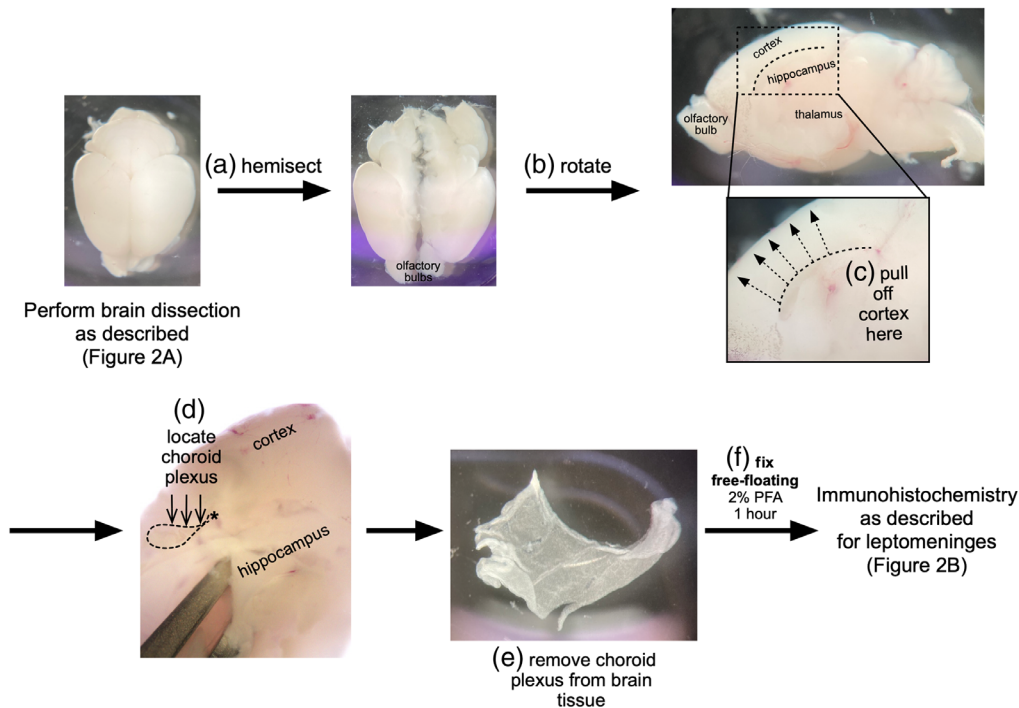 (a) hemisect
(b) rotate
cortex
hippocampus
thalamus
olfactory
bulb
olfactory
bulbs
(c) pull
off
cortex
here
Perform brain dissection
as described
(Figure 2A)
(d)
locate
choroid
plexus
*
cortex
hippocampus
(e) remove choroid
plexus from brain
tissue
(f) fix
free-floating
2% PFA
1 hour
Immunohistochemistry
as described
for leptomeninges
(Figure 2B)